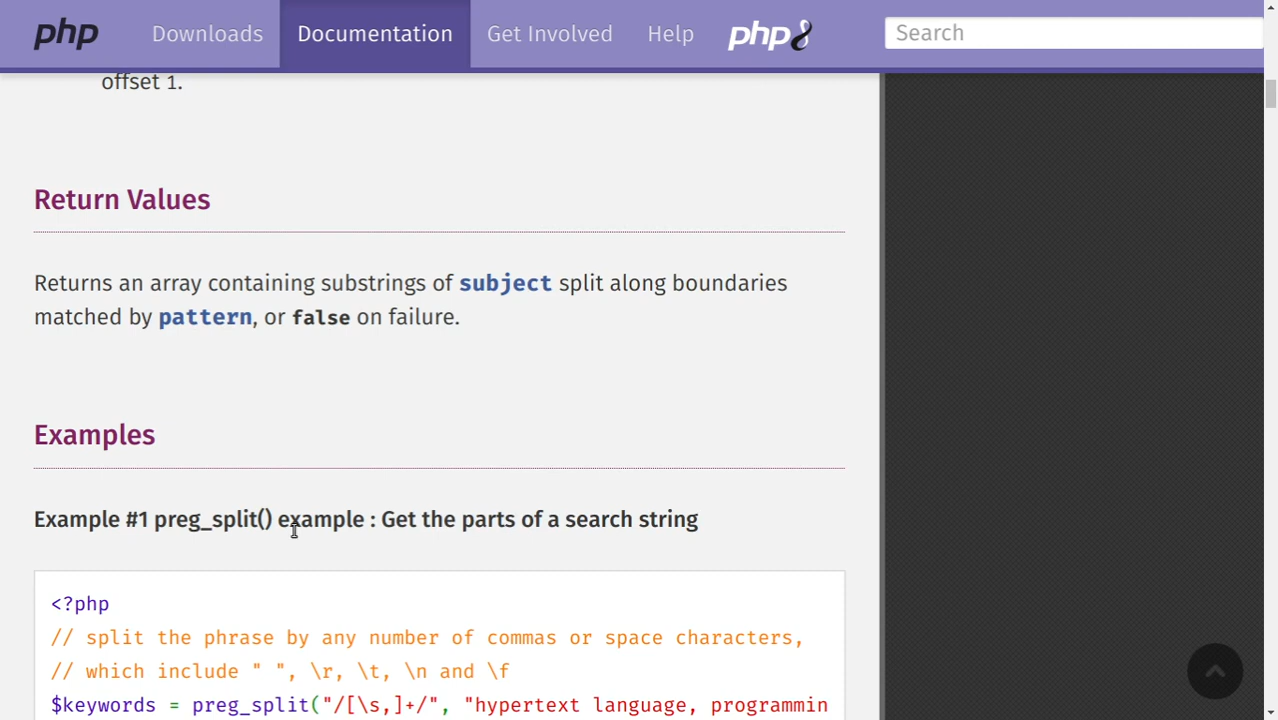 php Downloads Documentation Get Involved Help php8 Search
offset 1.
Return Values
Returns an array containing substrings of subject split along boundaries
matched by pattern, or false on failure.
Examples
Example #1 preg_split() example : Get the parts of a search string
<?php
// split the phrase by any number of commas or space characters,
// which include " ", \r, \t, \n and \f
$keywords = preg_split("/[\s,]+/", "hypertext language, programmin